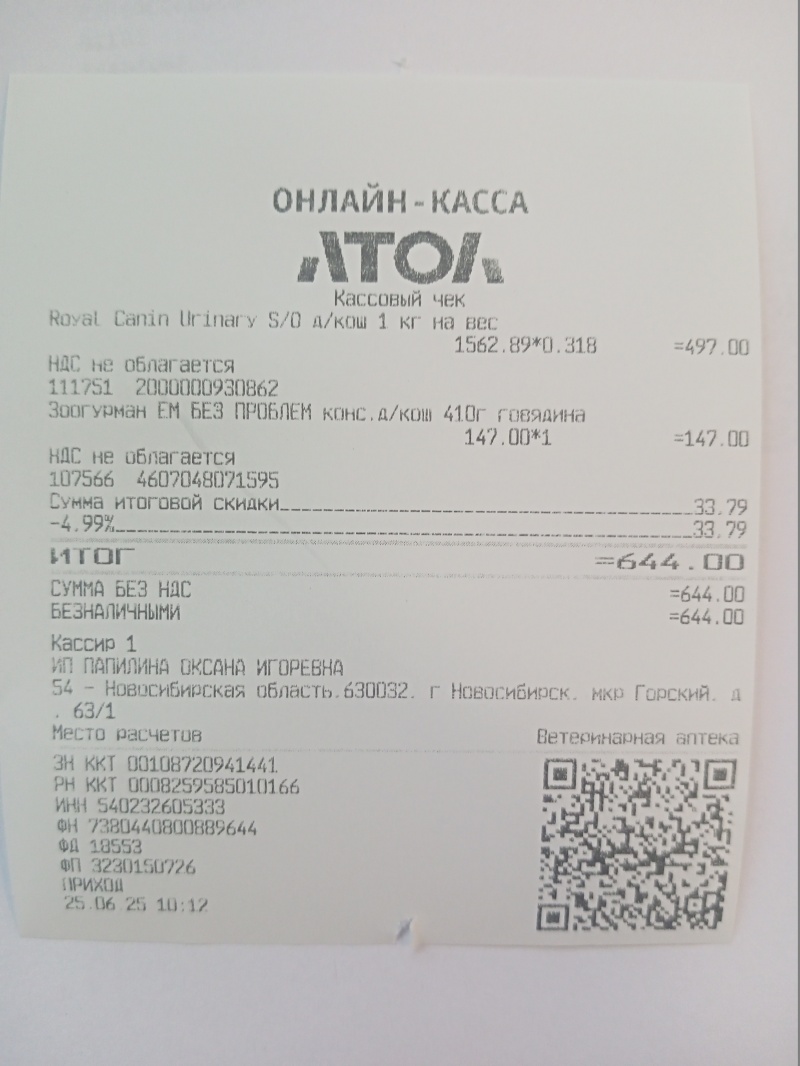 ОНЛАЙН-КАССА
АТОЛ
Кассовый чек
Royal Canin Urinary S/O д/кош 1 кг на вес
1562.89*0.318 =497.00
НДС не облагается
111751 2000000930862
Зоогурман ЕМ БЕЗ ПРОБЛЕМ конс.д/кош 410г говядина
147.00*1 =147.00
НДС не облагается
107566 4607048071595
Сумма итоговой скидки 33.79
-4.99% 33.79
ИТОГ =644.00
СУММА БЕЗ НДС =644.00
БЕЗНАЛИЧНЫМИ =644.00
Кассир 1
ИП ПАПИЛИНА ОКСАНА ИГОРЕВНА
54 - Новосибирская область.630032. г Новосибирск. мкр Горский. д
. 63/1
Место расчетов Ветеринарная аптека
ЗН ККТ 00108720941441
РН ККТ 0008259585010166
ИНН 540232605333
ФН 7380440800889644
ФД 18553
ФП 3230150726
ПРИХОД
25.06.25 10:12